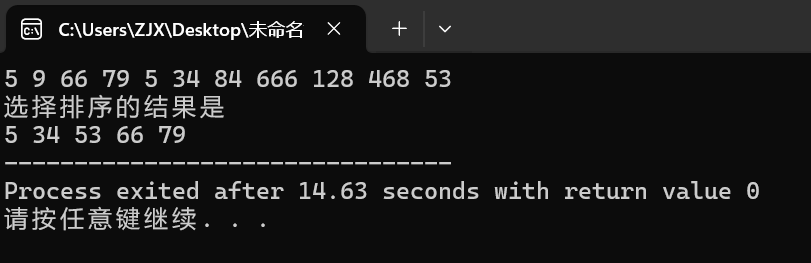 C:\Users\ZJX\Desktop\未命名
5 9 66 79 5 34 84 666 128 468 53
选择排序的结果是
5 34 53 66 79
--------------------------------
Process exited after 14.63 seconds with return value 0
请按任意键继续. . .